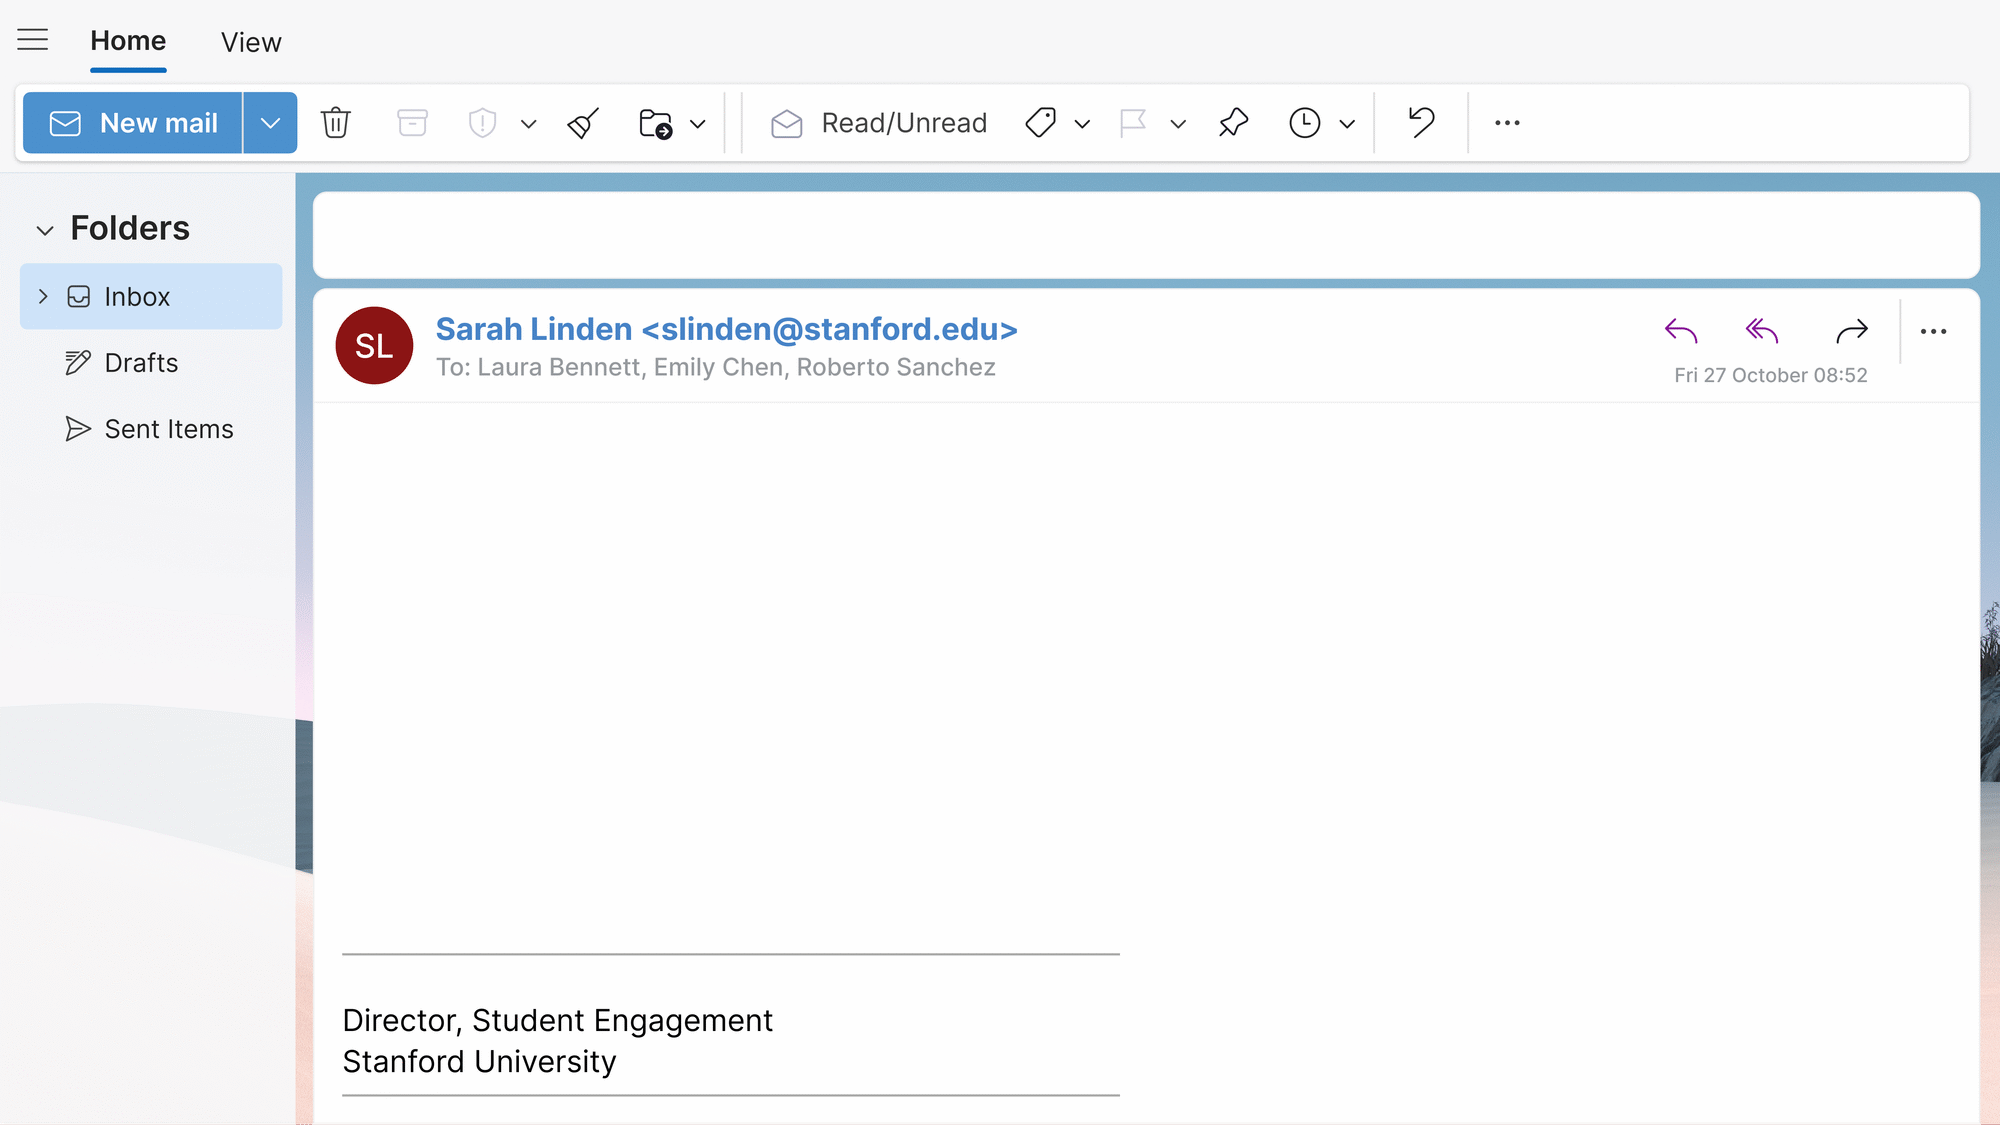 Home View
New mail Read/Unread
Folders
Inbox
Drafts
Sent Items
SL
Sarah Linden <slinden@stanford.edu>
To: Laura Bennett, Emily Chen, Roberto Sanchez
Fri 27 October 08:52
Director, Student Engagement
Stanford University